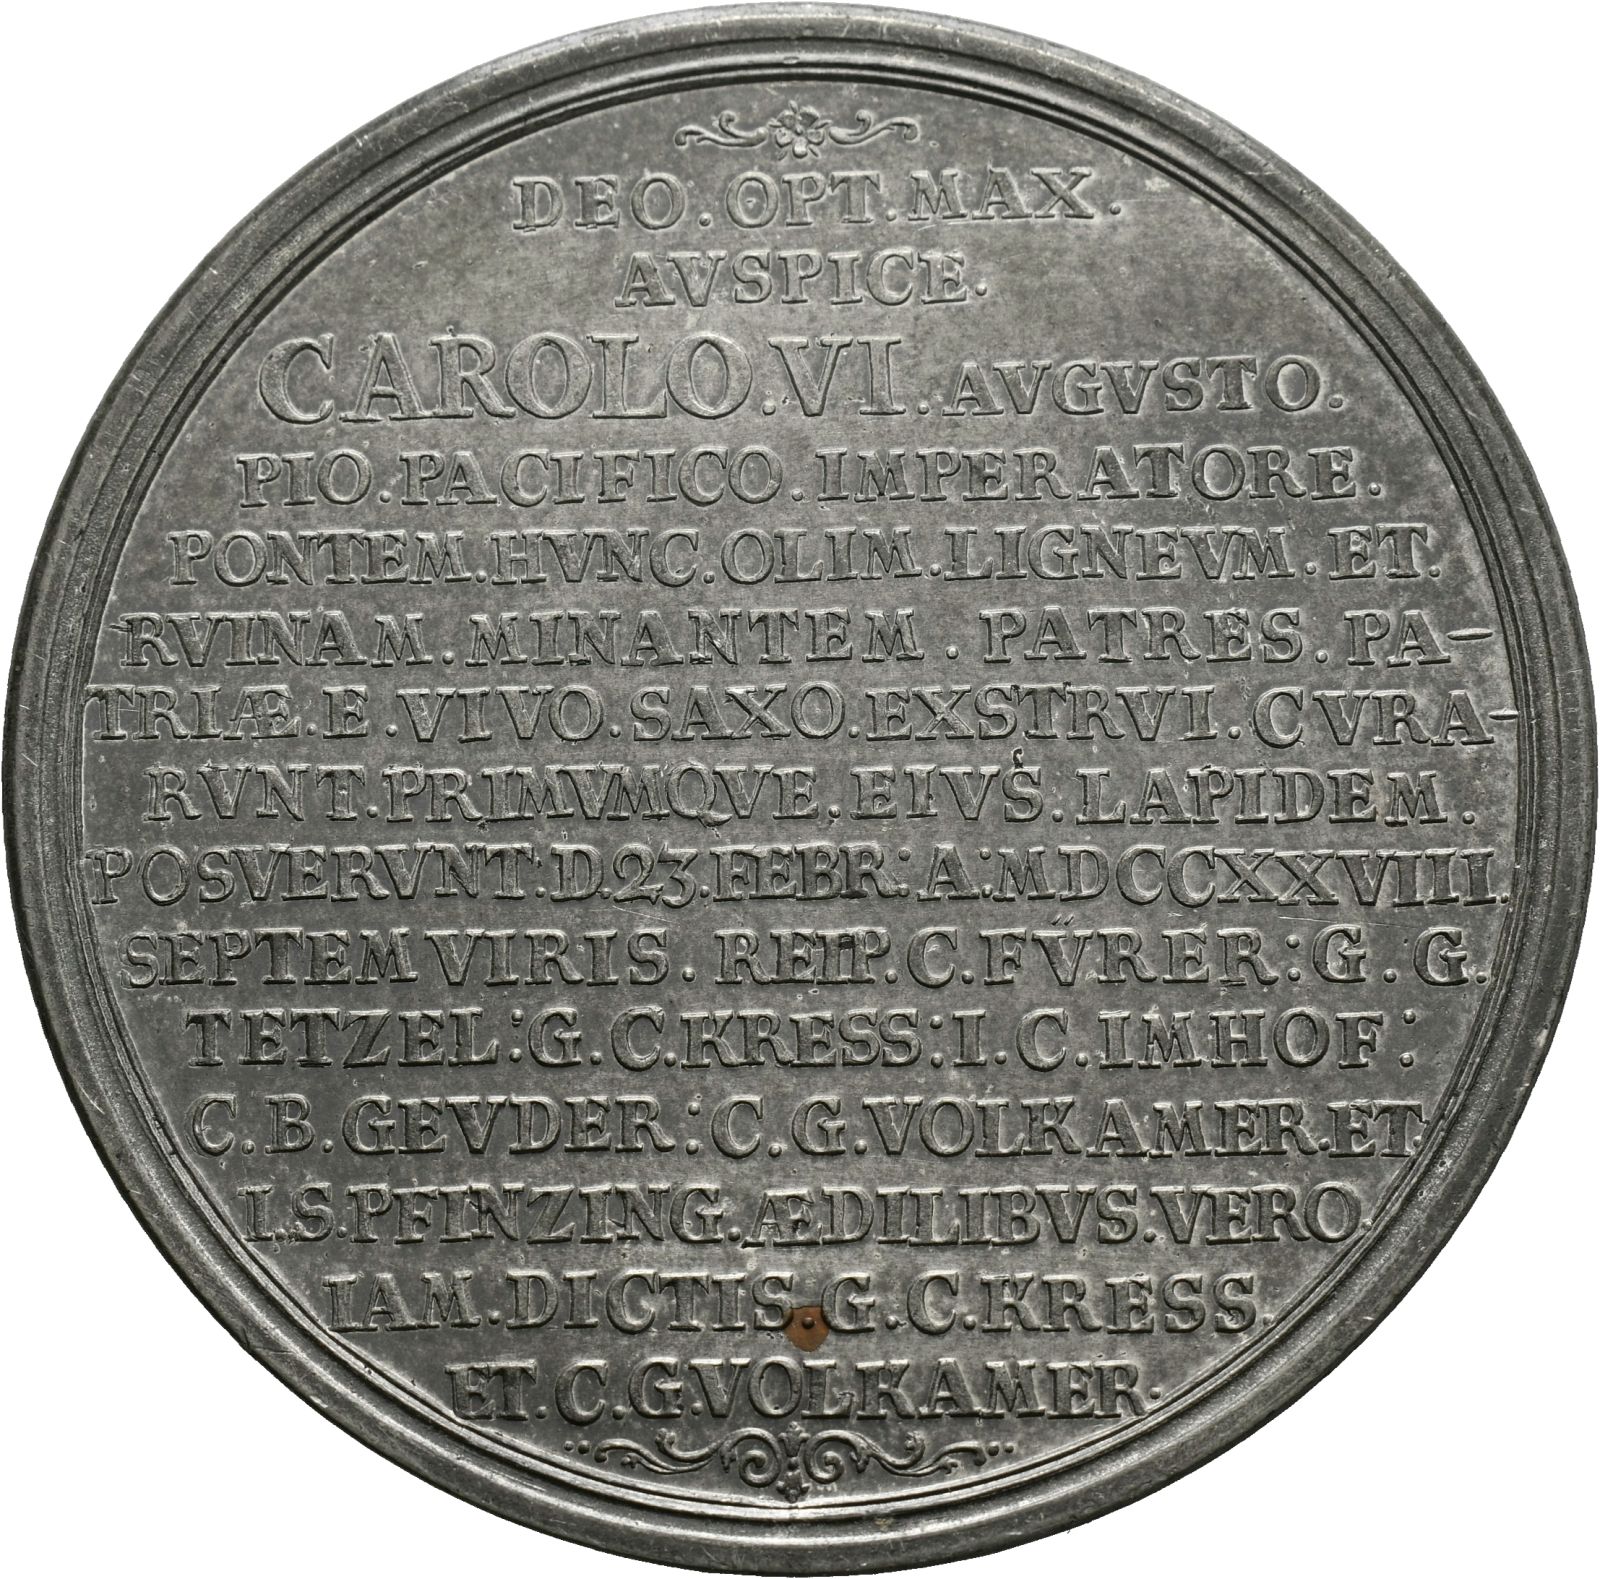 DEO.OPT.MAX.
AVSPICE.
CAROLO.VI.AVGVSTO.
PIO.PACIFICO.IMPERATORE.
PONTEM.HVNC.OLIM.LIGNEVM.ET.
RVINAM.MINANTEM.PATRES.PA-
TRIÆ.E.VIVO.SAXO.EXSTRVI.CVRA-
RVNT.PRIMVMQVE.EIVS.LAPIDEM.
POSVERVNT.D.23.FEBR:A:MDCCXXVIII.
SEPTEMVIRIS.REIP.C.FV̈RER:G.G.
TETZEL:G.C.KRESS:I.C.IMHOF:
C.B.GEVDER:C.G.VOLKAMER.ET.
I.S.PFINZING.ÆDILIBVS.VERO.
IAM.DICTIS.G.C.KRESS.
ET.C.G.VOLKAMER.